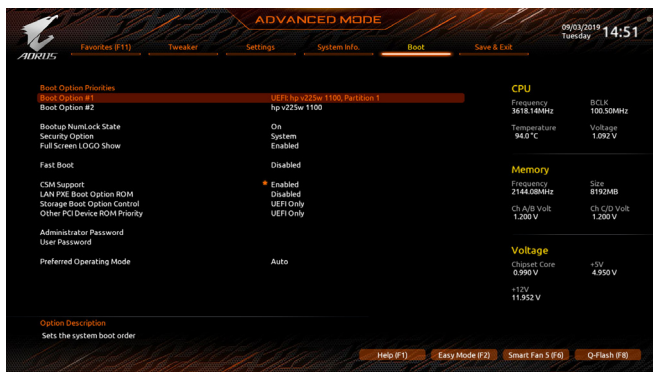 ADVANCED MODE
09/03/2019 Tuesday 14:51
AORUS
Favorites (F11) Tweaker Settings System Info. Boot Save & Exit
Boot Option Priorities
Boot Option #1 UEFI: hp v225w 1100, Partition 1
Boot Option #2 hp v225w 1100
Bootup NumLock State On
Security Option System
Full Screen LOGO Show Enabled
Fast Boot Disabled
CSM Support Enabled
LAN PXE Boot Option ROM Disabled
Storage Boot Option Control UEFI Only
Other PCI Device ROM Priority UEFI Only
Administrator Password
User Password
Preferred Operating Mode Auto
CPU
Frequency BCLK
3618.14MHz 100.50MHz
Temperature Voltage
94.0 °C 1.092 V
Memory
Frequency Size
2144.08MHz 8192MB
Ch A/B Volt Ch C/D Volt
1.200 V 1.200 V
Voltage
Chipset Core +5V
0.990 V 4.950 V
+12V
11.952 V
Option Description
Sets the system boot order
Help (F1) Easy Mode (F2) Smart Fan 5 (F6) Q-Flash (F8)